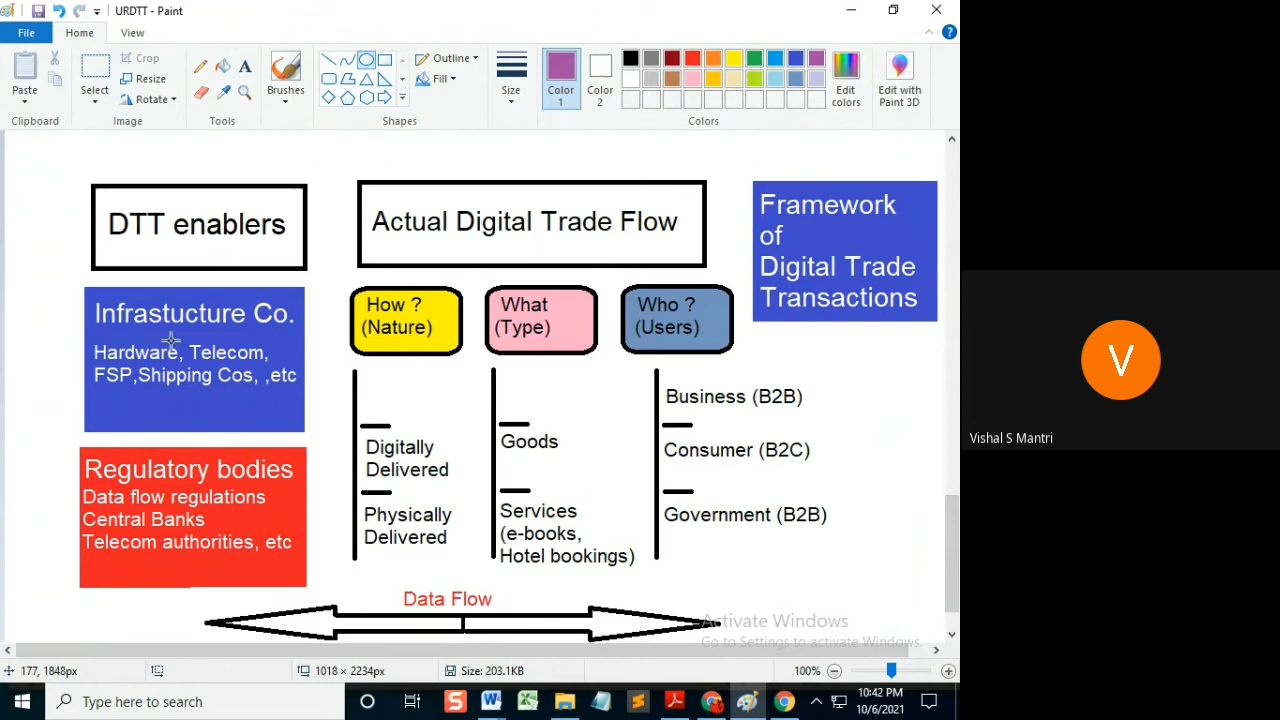 URDTT - Paint
File
Home
View
Paste
Select
Crop
Resize
Rotate
A
Brushes
Outline
Fill
Size
Color
1
Color
2
Edit
colors
Edit with
Paint 3D
Clipboard
Image
Tools
Shapes
Colors
DTT enablers
Infrastucture Co.
Hardware, Telecom,
FSP,Shipping Cos, ,etc
Regulatory bodies
Data flow regulations
Central Banks
Telecom authorities, etc
Actual Digital Trade Flow
How ?
(Nature)
Digitally
Delivered
Physically
Delivered
What
(Type)
Goods
Services
(e-books,
Hotel bookings)
Who ?
(Users)
Business (B2B)
Consumer (B2C)
Government (B2B)
Framework
of
Digital Trade
Transactions
Data Flow
Activate Windows
Go to Settings to activate Windows.
V
Vishal S Mantri
177, 1848px
1018 × 2234px
Size: 203.1KB
100%
Type here to search
10:42 PM
10/6/2021